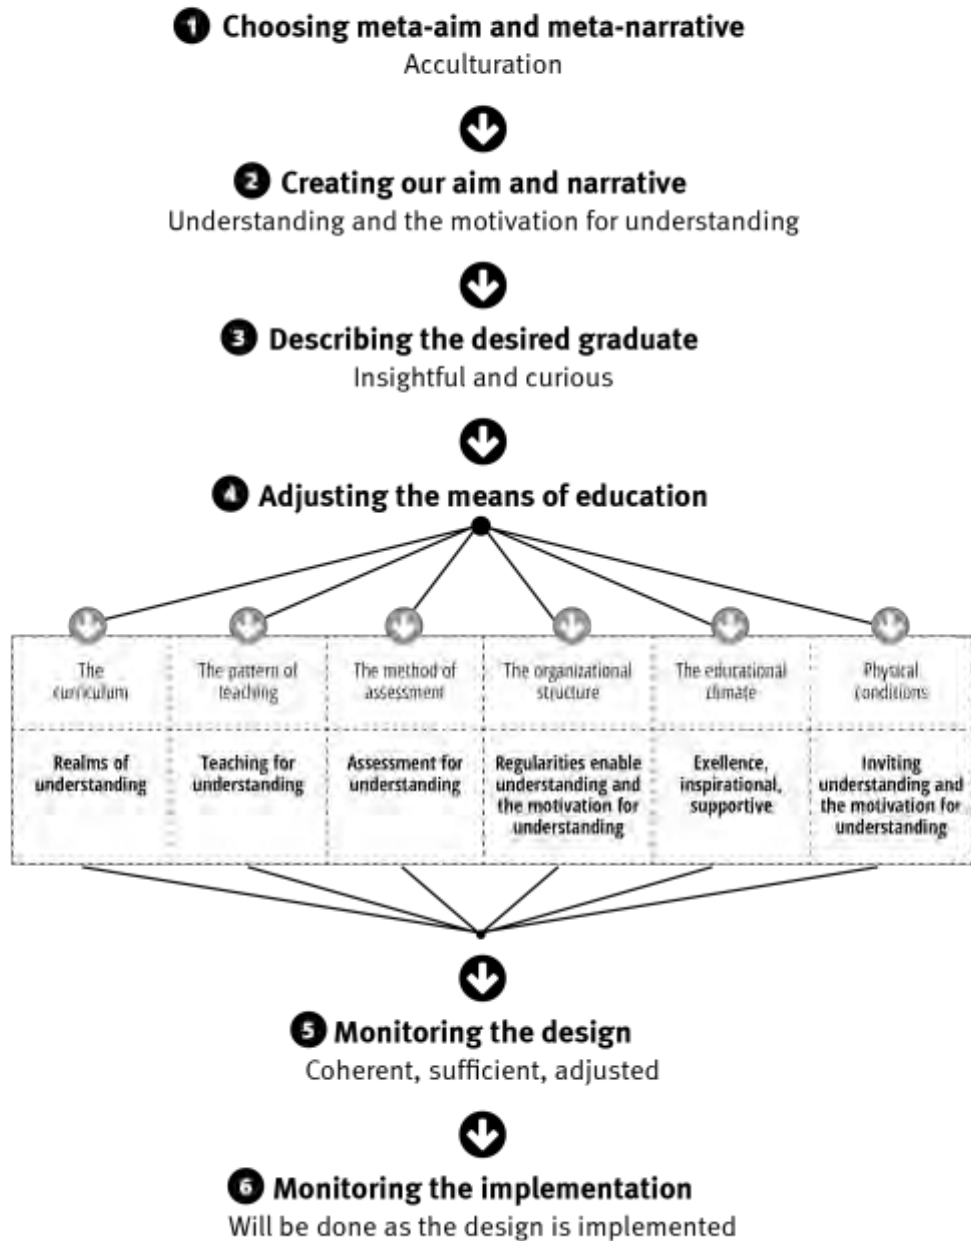 1 Choosing meta-aim and meta-narrative
Acculturation
2 Creating our aim and narrative
Understanding and the motivation for understanding
3 Describing the desired graduate
Insightful and curious
4 Adjusting the means of education
The
curriculum
The pattern of
teaching
The method of
assessment
The organizational
structure
The educational
climate
Physical
conditions
Realms of
understanding
Teaching for
understanding
Assessment for
understanding
Regularities enable
understanding and
the motivation for
understanding
Exellence,
inspirational,
supportive
Inviting
understanding and
the motivation for
understanding
5 Monitoring the design
Coherent, sufficient, adjusted
6 Monitoring the implementation
Will be done as the design is implemented